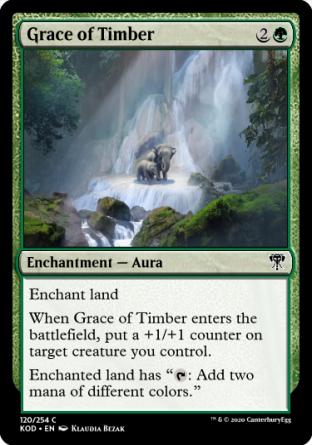 Grace of Timber 2
Enchantment — Aura
Enchant land
When Grace of Timber enters the
battlefield, put a +1/+1 counter on
target creature you control.
Enchanted land has “: Add two
mana of different colors.”
120/254 C
KOD • EN Klaudia Bezak
™ & © 2020 CanterburyEgg